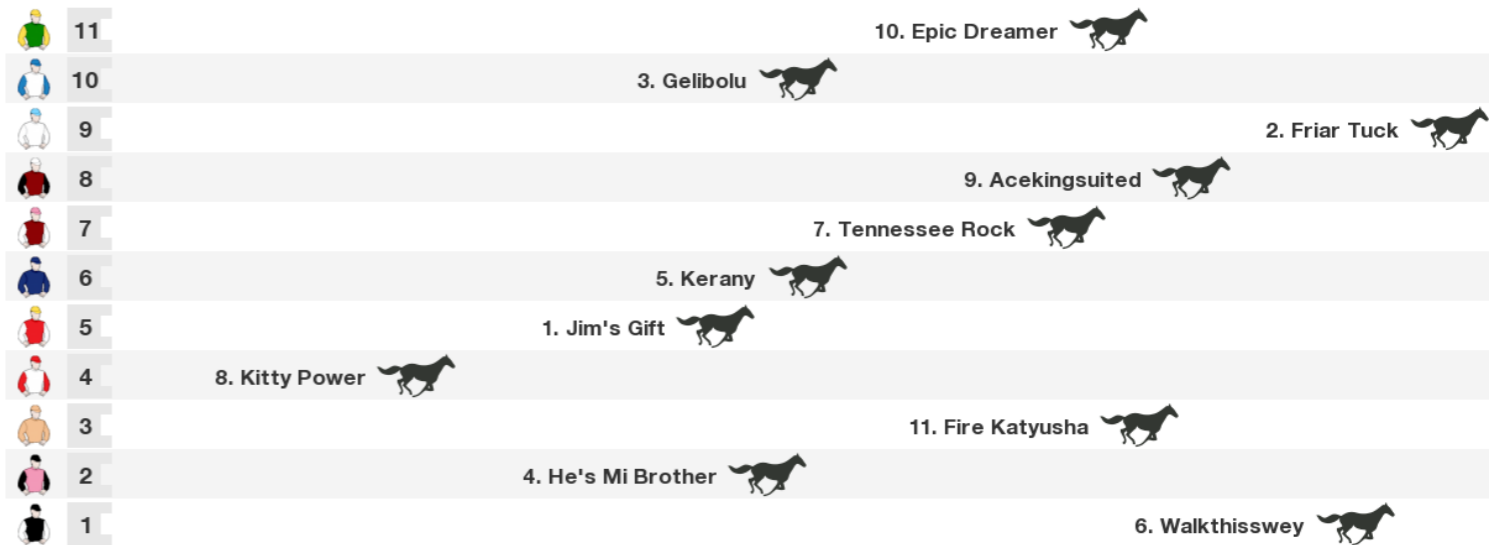 11 10. Epic Dreamer
10 3. Gelibolu
9 2. Friar Tuck
8 9. Acekingsuited
7 7. Tennessee Rock
6 5. Kerany
5 1. Jim's Gift
4 8. Kitty Power
3 11. Fire Katyusha
2 4. He's Mi Brother
1 6. Walkthisswey